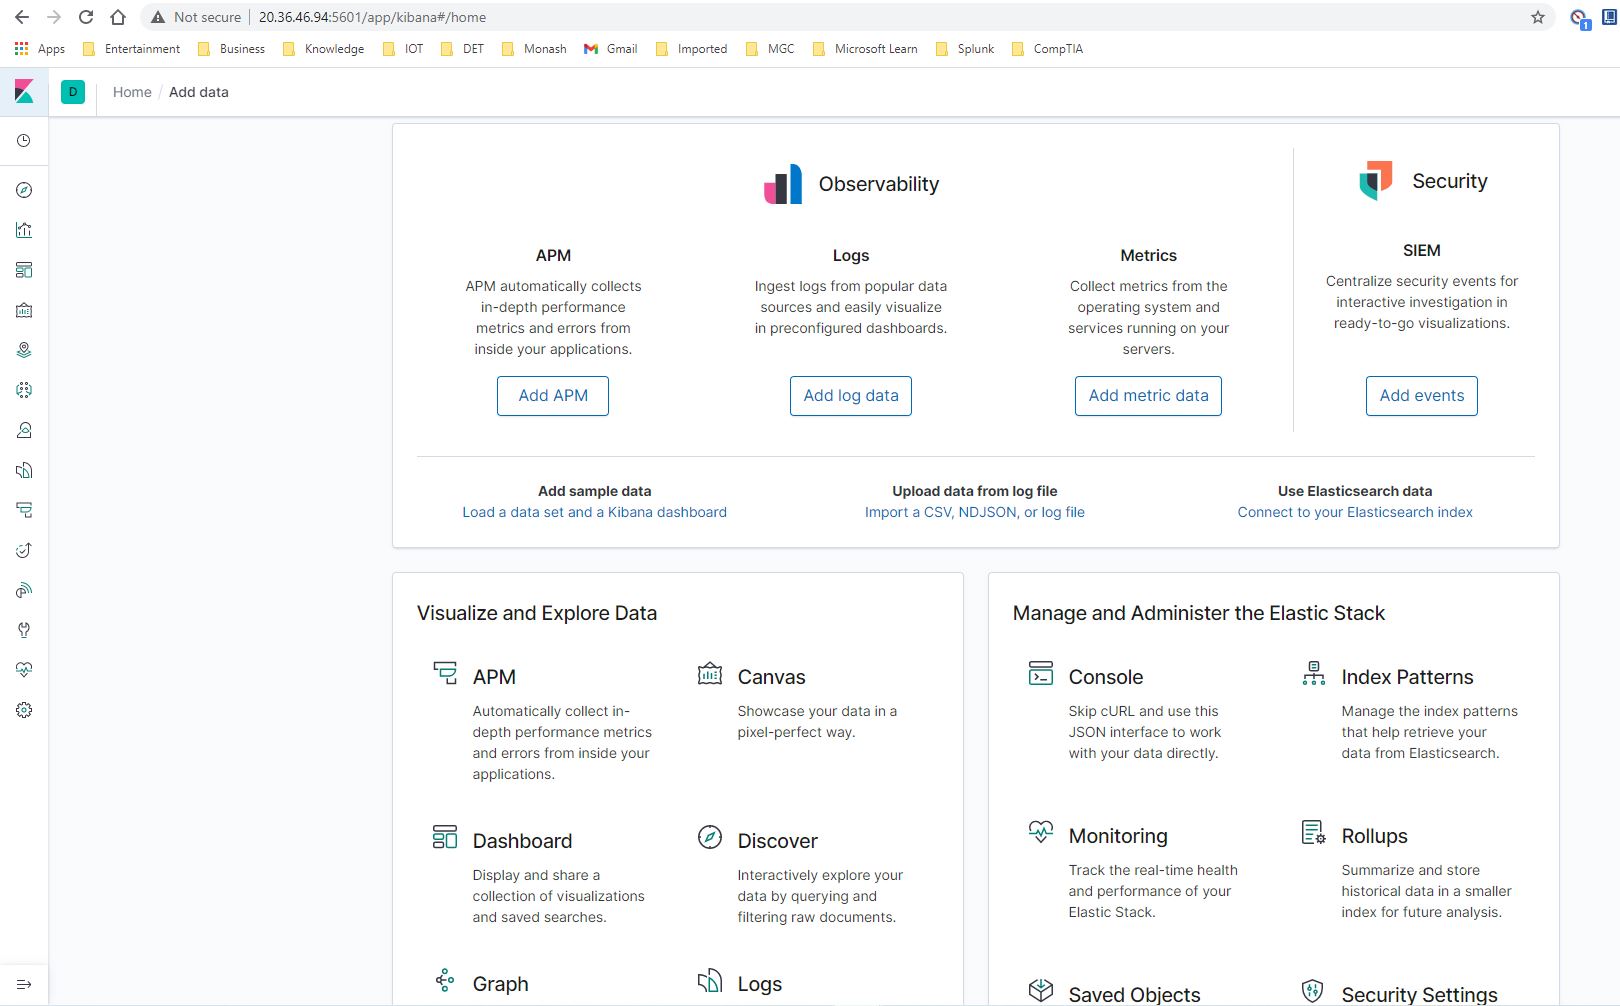 Not secure | 20.36.46.94:5601/app/kibana#/home
1
Apps Entertainment Business Knowledge IOT DET Monash Gmail Imported MGC Microsoft Learn Splunk CompTIA
D Home / Add data
Observability
Security
APM
APM automatically collects
in-depth performance
metrics and errors from
inside your applications.
Add APM
Logs
Ingest logs from popular data
sources and easily visualize
in preconfigured dashboards.
Add log data
Metrics
Collect metrics from the
operating system and
services running on your
servers.
Add metric data
SIEM
Centralize security events for
interactive investigation in
ready-to-go visualizations.
Add events
Add sample data
Load a data set and a Kibana dashboard
Upload data from log file
Import a CSV, NDJSON, or log file
Use Elasticsearch data
Connect to your Elasticsearch index
Visualize and Explore Data
APM
Automatically collect in-
depth performance metrics
and errors from inside your
applications.
Canvas
Showcase your data in a
pixel-perfect way.
Dashboard
Display and share a
collection of visualizations
and saved searches.
Discover
Interactively explore your
data by querying and
filtering raw documents.
Graph
Logs
Manage and Administer the Elastic Stack
Console
Skip cURL and use this
JSON interface to work
with your data directly.
Index Patterns
Manage the index patterns
that help retrieve your
data from Elasticsearch.
Monitoring
Track the real-time health
and performance of your
Elastic Stack.
Rollups
Summarize and store
historical data in a smaller
index for future analysis.
Saved Objects
Security Settings